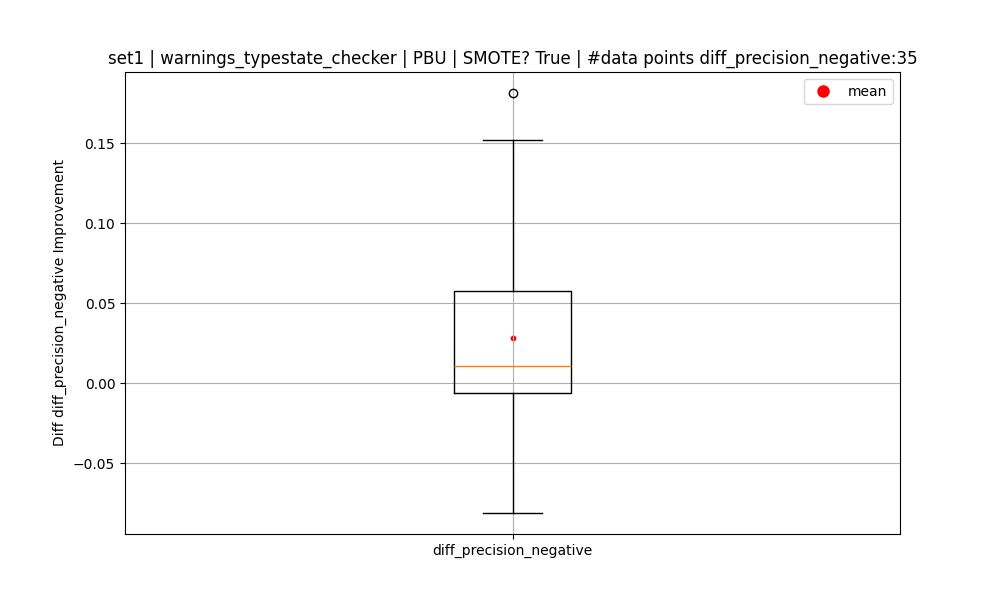 set1 | warnings_typestate_checker | PBU | SMOTE? True | #data points diff_precision_negative:35
mean
Diff diff_precision_negative Improvement
0.15
0.10
0.05
0.00
−0.05
diff_precision_negative